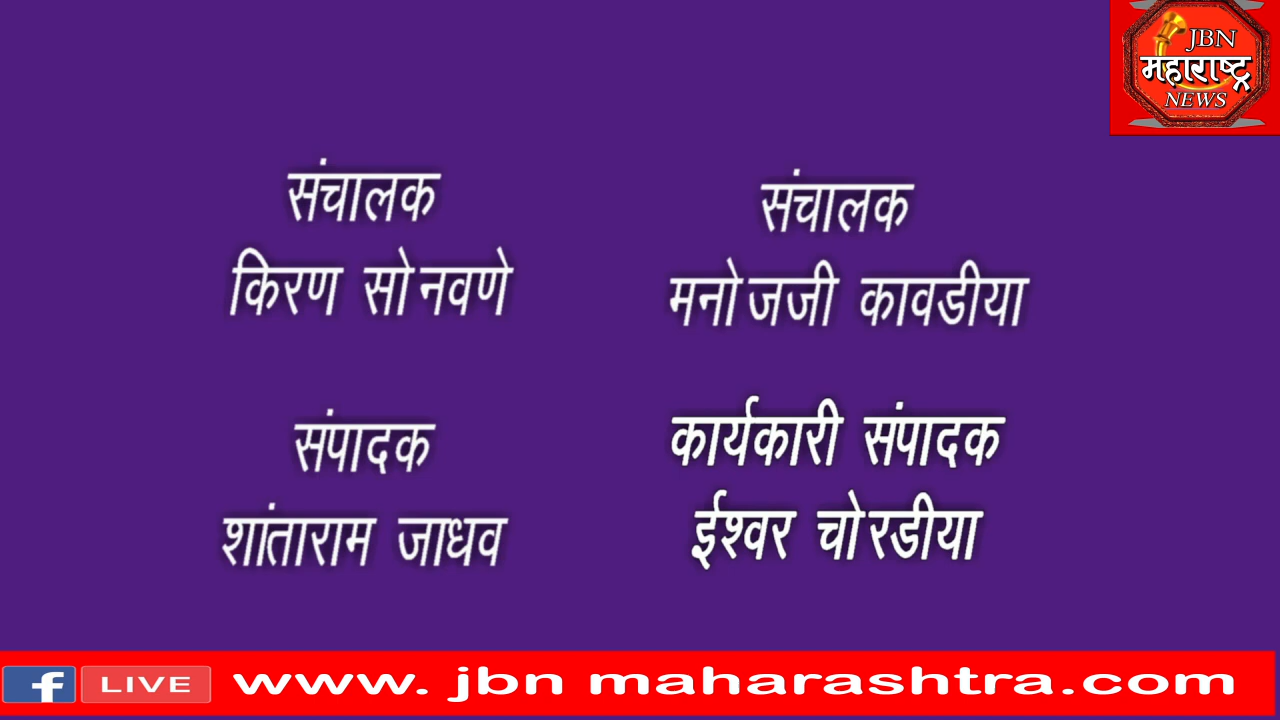 JBN
महाराष्ट्र
NEWS
संचालक
किरण सोनवणे
संचालक
मनोजजी कावडीया
संपादक
शांताराम जाधव
कार्यकारी संपादक
ईश्वर चोरडीया
f LIVE www. jbn maharashtra.com